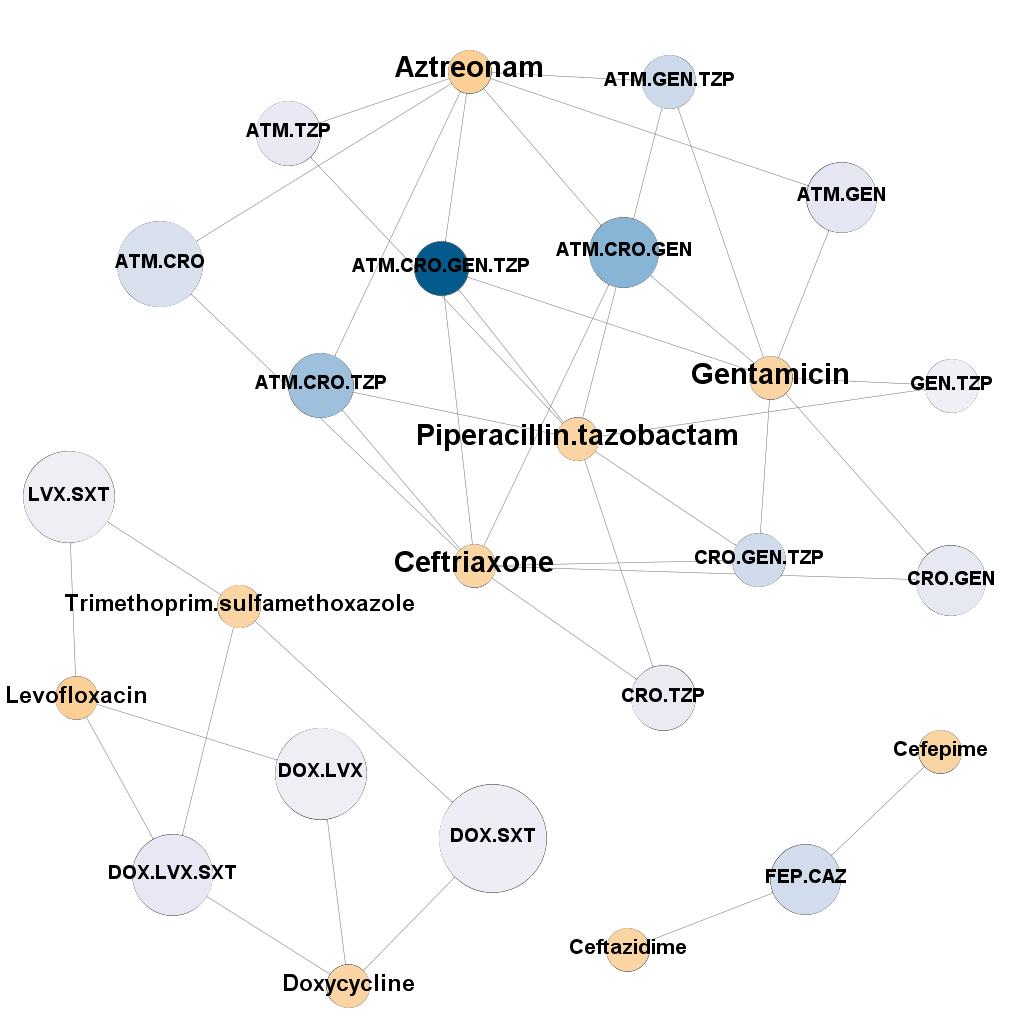 Aztreonam
ATM.GEN.TZP
ATM.TZP
ATM.GEN
ATM.CRO
ATM.CRO.GEN.TZP
ATM.CRO.GEN
ATM.CRO.TZP
Gentamicin
GEN.TZP
Piperacillin.tazobactam
LVX.SXT
Ceftriaxone
CRO.GEN.TZP
CRO.GEN
Trimethoprim.sulfamethoxazole
Levofloxacin
CRO.TZP
Cefepime
DOX.LVX
DOX.SXT
DOX.LVX.SXT
FEP.CAZ
Ceftazidime
Doxycycline